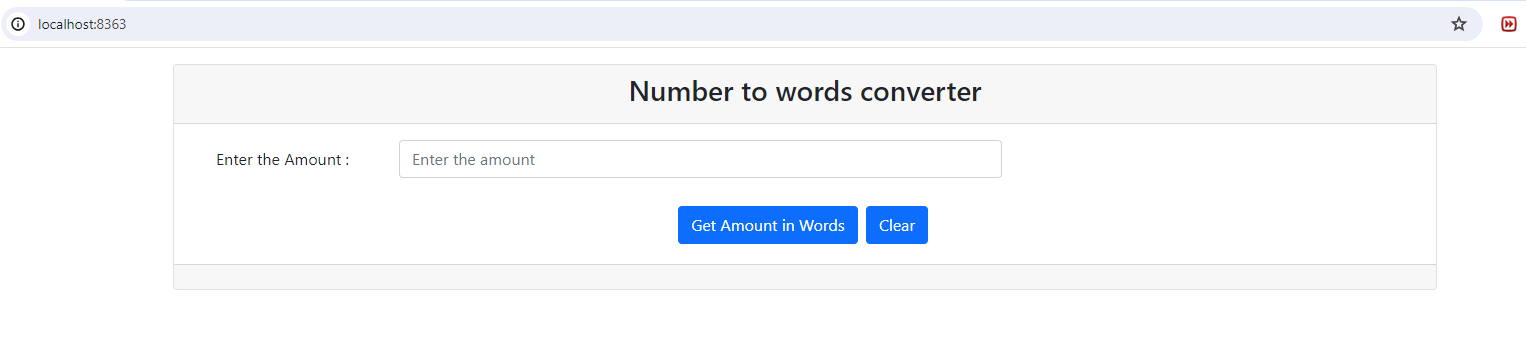 localhost:8363
Number to words converter
Enter the Amount :
Enter the amount
Get Amount in Words
Clear